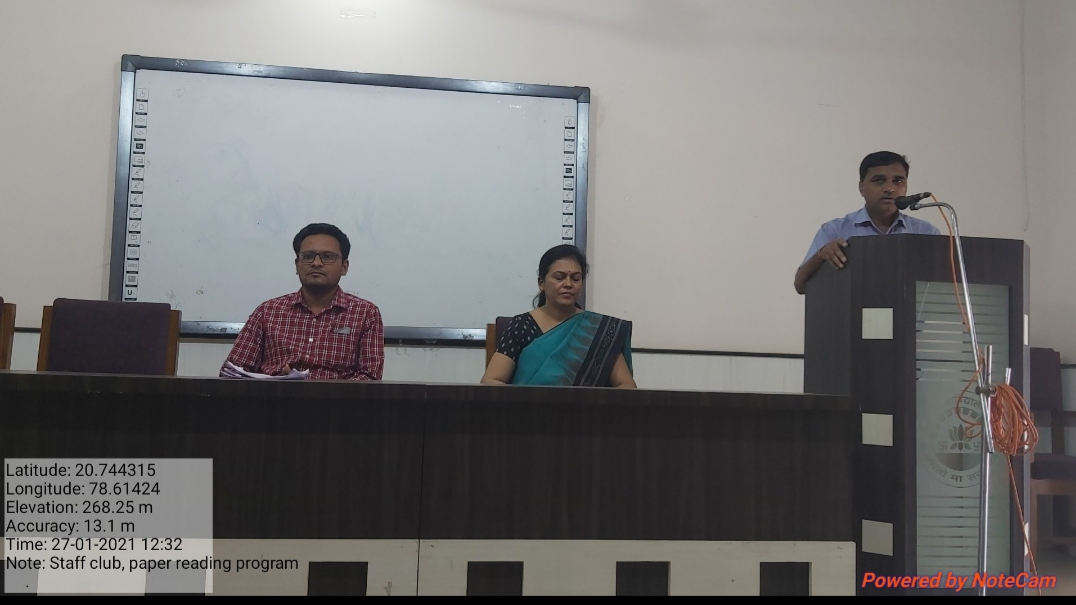 Latitude: 20.744315
Longitude: 78.61424
Elevation: 268.25 m
Accuracy: 13.1 m
Time: 27-01-2021 12:32
Note: Staff club, paper reading program
Powered by NoteCam